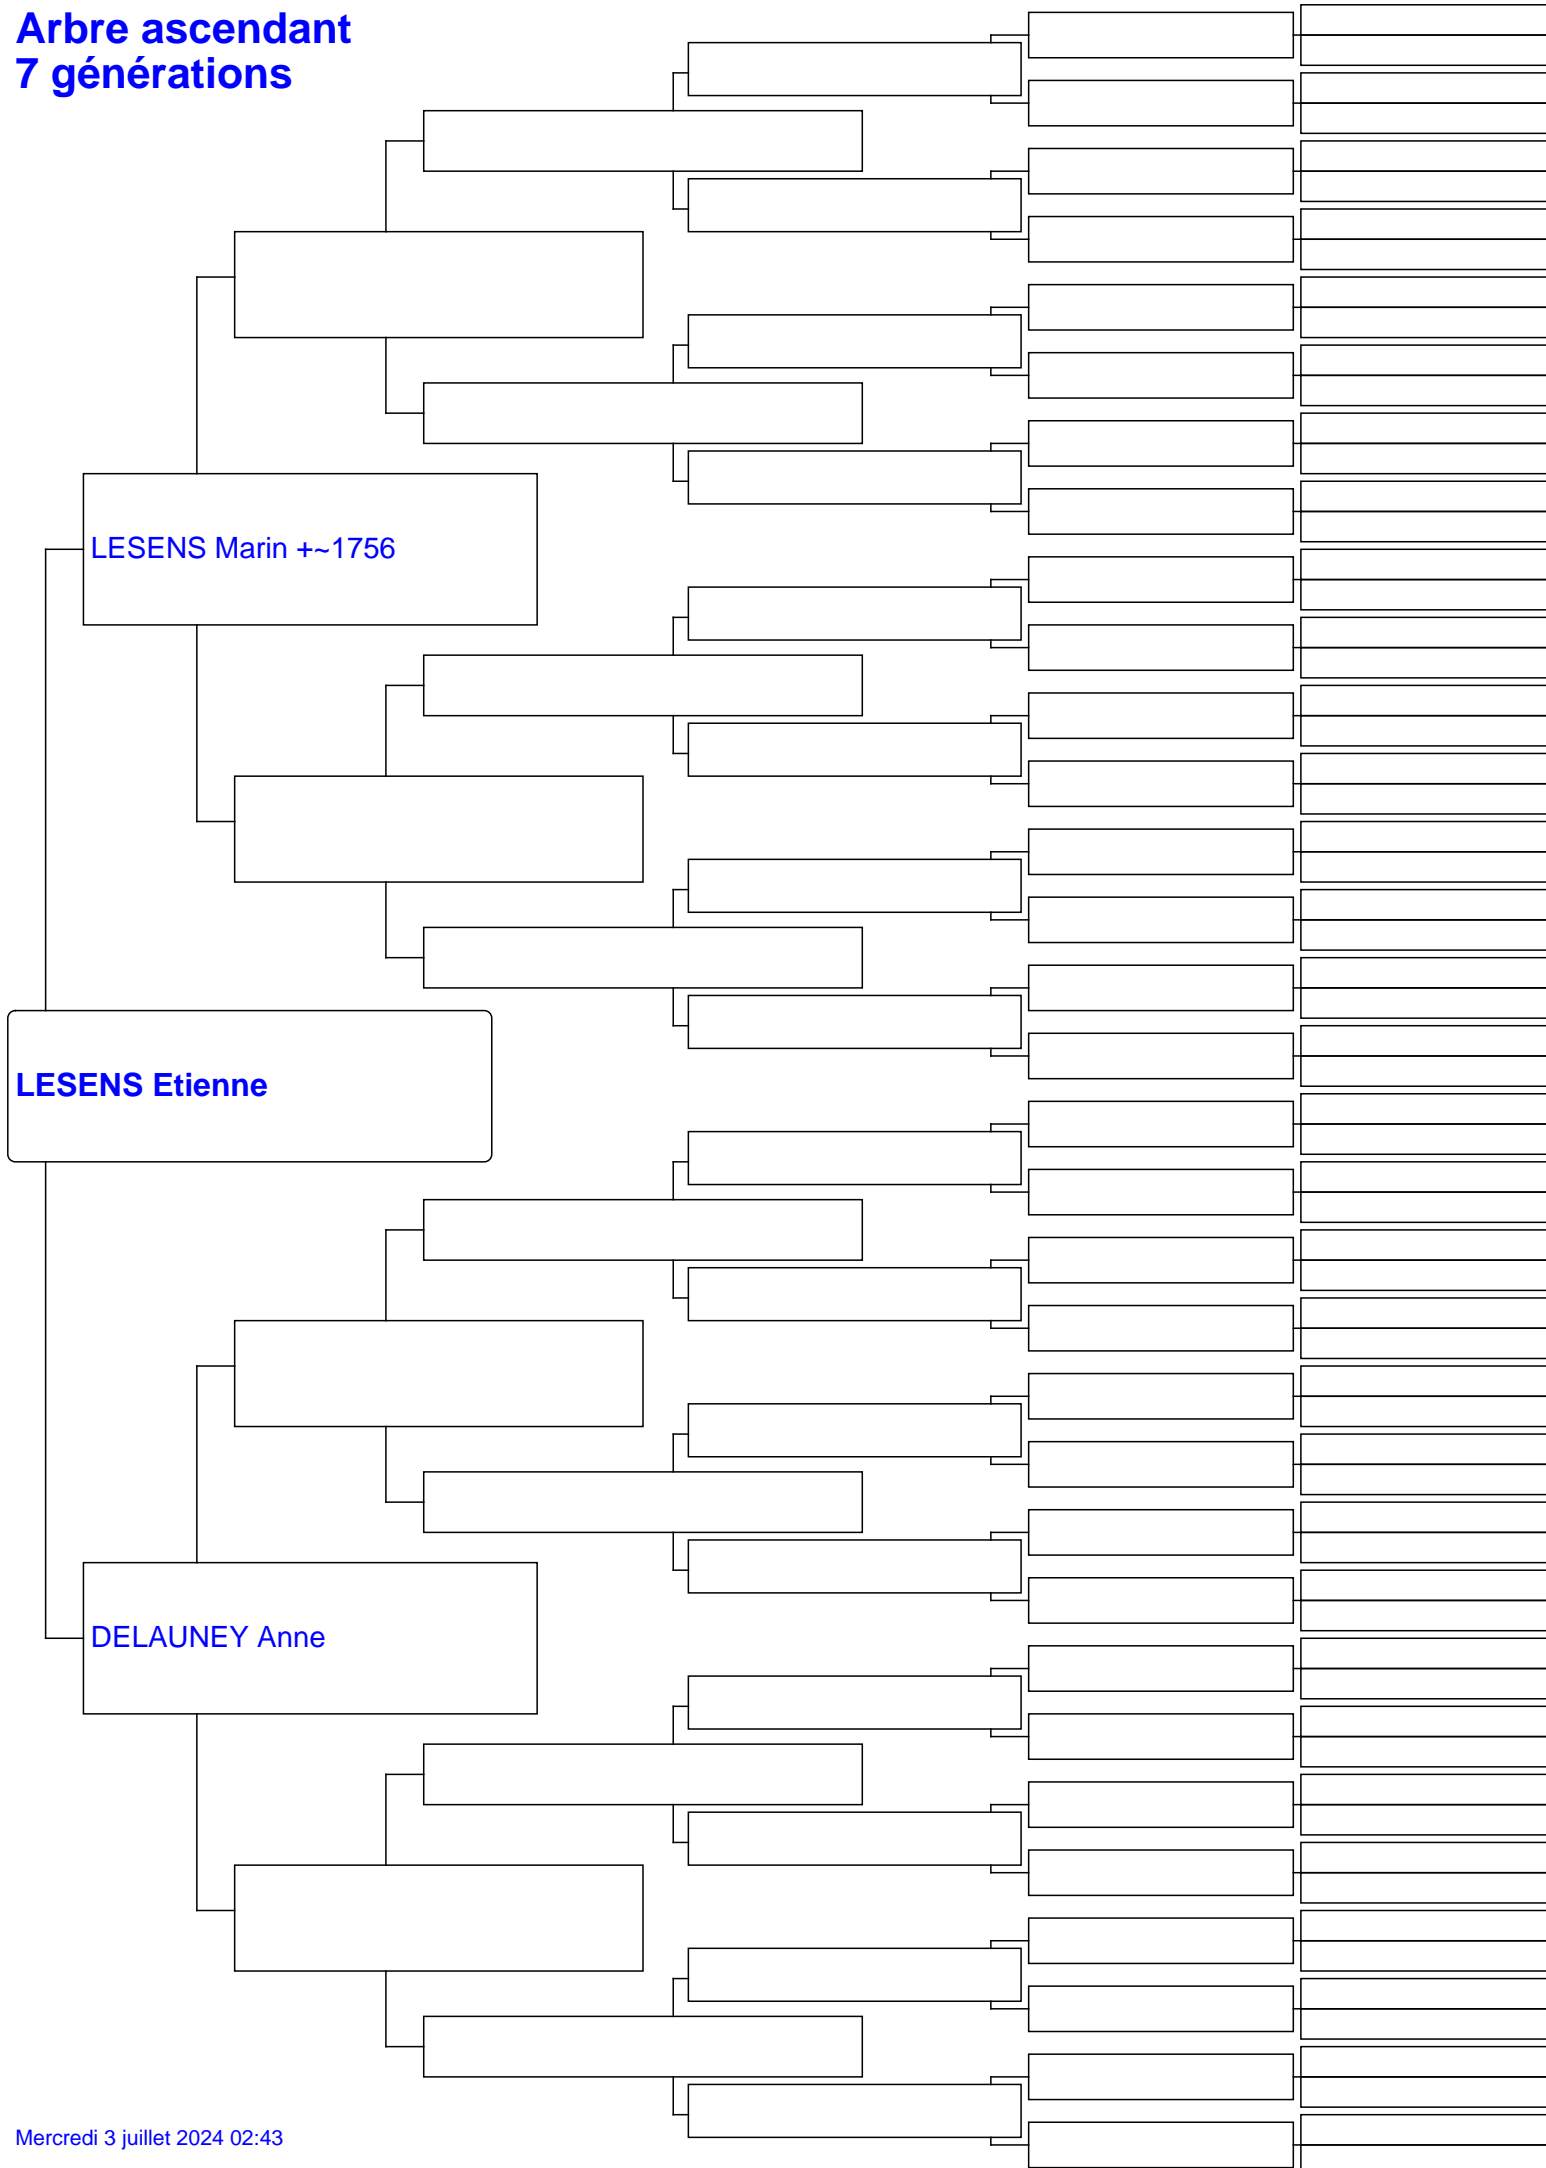 Arbre ascendant
7 générations
LESENS Marin +~1756
LESENS Etienne
DELAUNEY Anne
Mercredi 3 juillet 2024 02:43